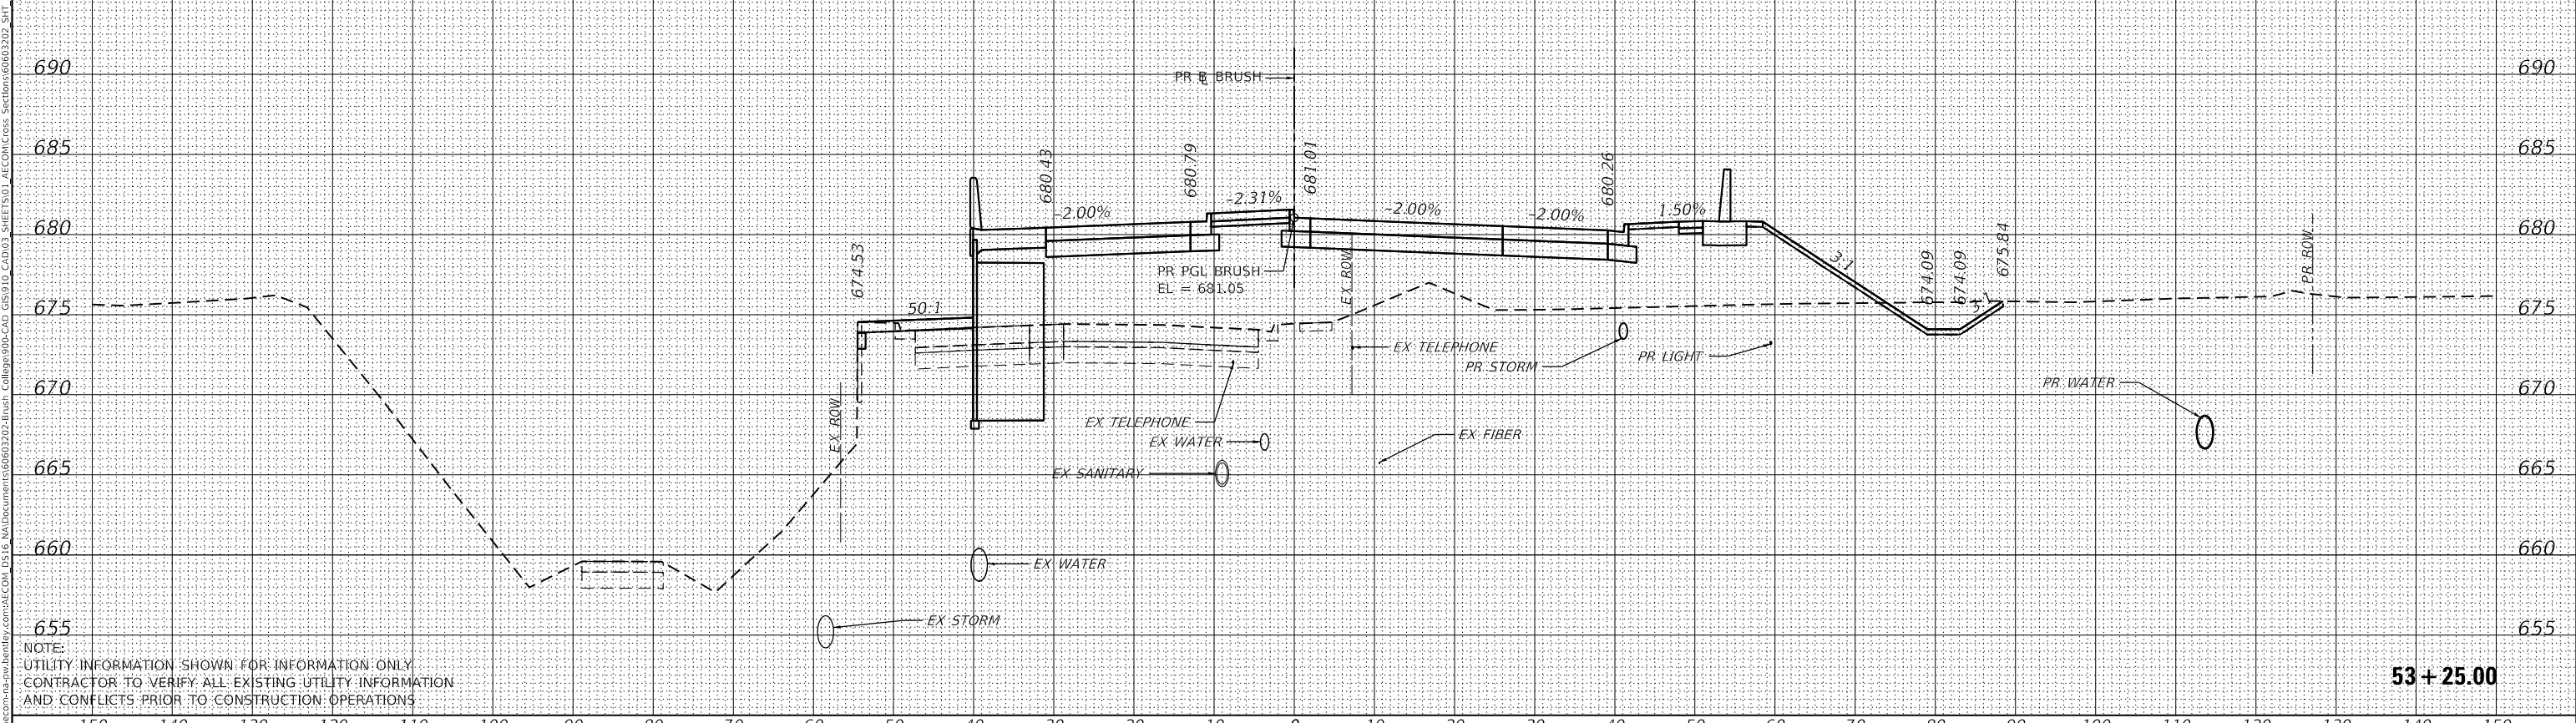 690
690
PR BL BRUSH
685
685
680.43
680.79
681.01
680.26
-2.31%
-2.00%
-2.00%
-2.00%
1.50%
680
680
674.53
EX ROW
3:1
674.09
674.09
675.84
PR ROW
PR PGL BRUSH
EL = 681.05
675
675
50:1
3:1
EX TELEPHONE
PR STORM
PR LIGHT
670
670
PR WATER
EX ROW
EX TELEPHONE
EX WATER
EX FIBER
665
665
EX SANITARY
660
660
EX WATER
655
655
EX STORM
NOTE:
UTILITY INFORMATION SHOWN FOR INFORMATION ONLY
CONTRACTOR TO VERIFY ALL EXISTING UTILITY INFORMATION
AND CONFLICTS PRIOR TO CONSTRUCTION OPERATIONS
53+25.00